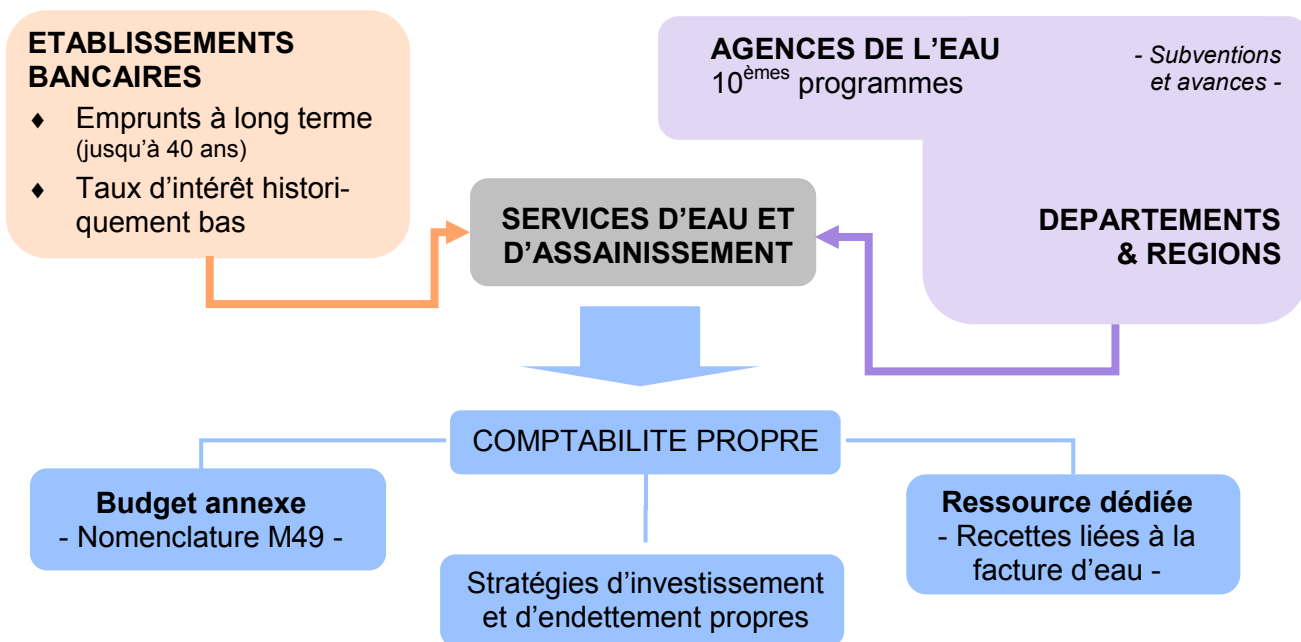 ETABLISSEMENTS
BANCAIRES
♦ Emprunts à long terme
(jusqu'à 40 ans)
♦ Taux d'intérêt histori-
quement bas
AGENCES DE L'EAU
10èmes programmes
- Subventions
et avances -
DEPARTEMENTS
& REGIONS
SERVICES D'EAU ET
D'ASSAINISSEMENT
COMPTABILITE PROPRE
Budget annexe
- Nomenclature M49 -
Stratégies d'investissement
et d'endettement propres
Ressource dédiée
- Recettes liées à la
facture d'eau -